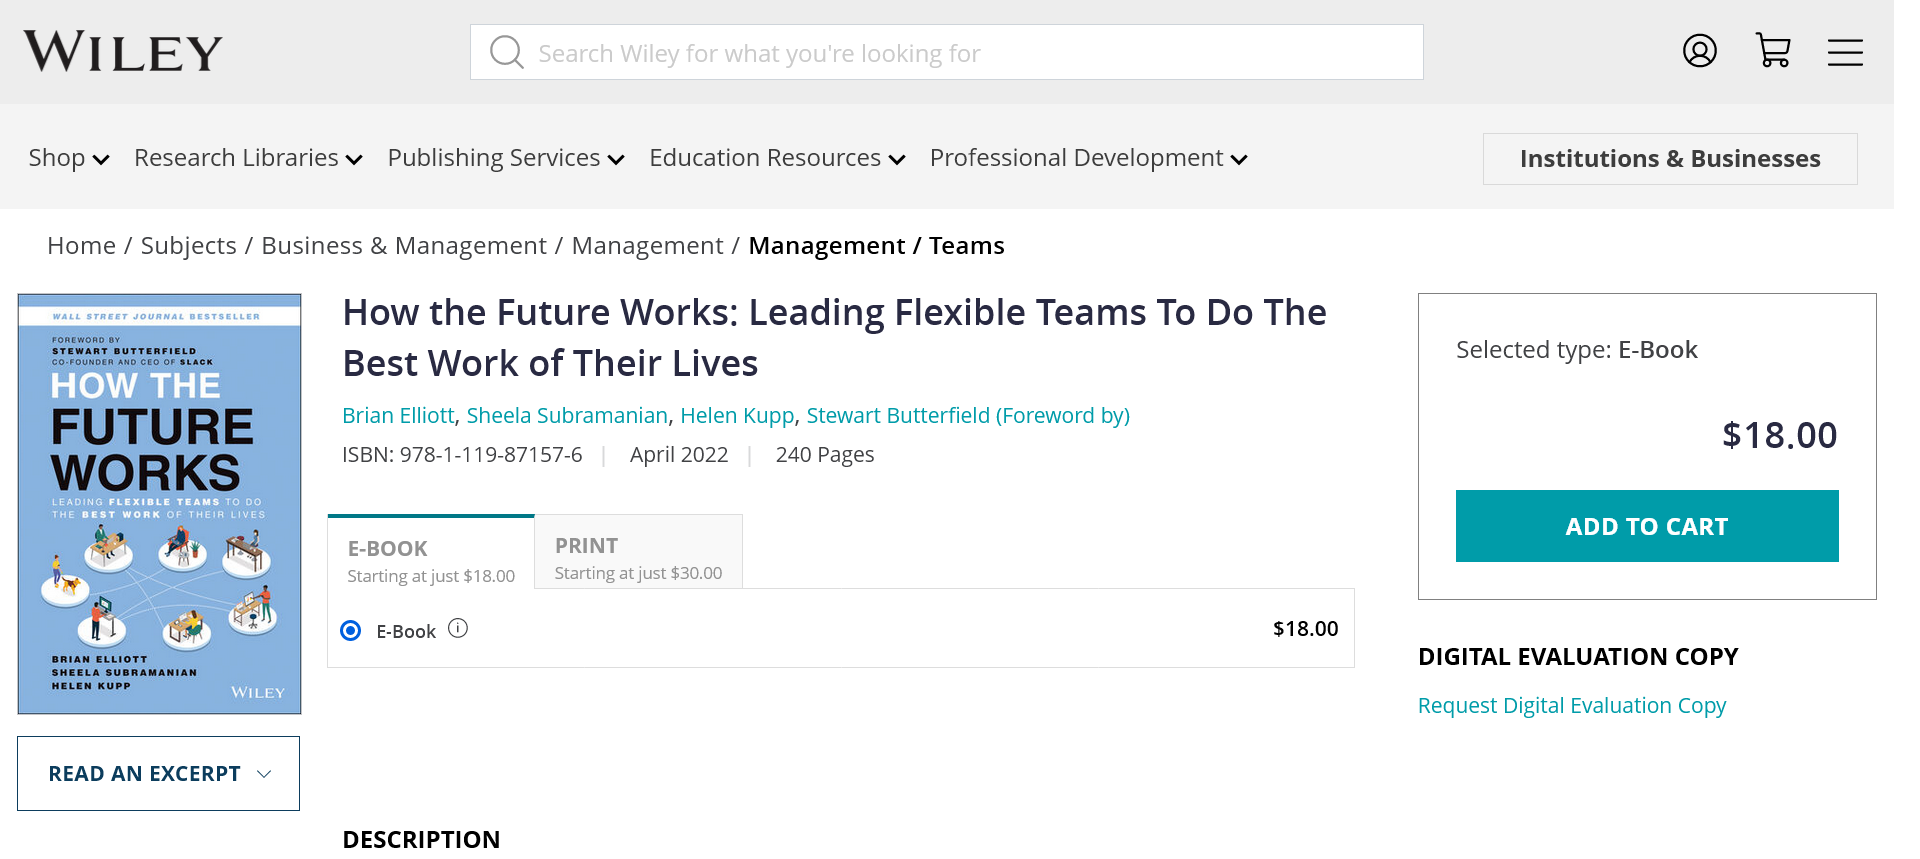 WILEY
Search Wiley for what you're looking for
Shop Research Libraries Publishing Services Education Resources Professional Development Institutions & Businesses
Home / Subjects / Business & Management / Management / Management / Teams
WALL STREET JOURNAL BESTSELLER
FOREWORD BY
STEWART BUTTERFIELD
CO-FOUNDER AND CEO OF SLACK
HOW THE
FUTURE
WORKS
LEADING FLEXIBLE TEAMS TO DO
THE BEST WORK OF THEIR LIVES
BRIAN ELLIOTT
SHEELA SUBRAMANIAN
HELEN KUPP
WILEY
READ AN EXCERPT
How the Future Works: Leading Flexible Teams To Do The
Best Work of Their Lives
Brian Elliott, Sheela Subramanian, Helen Kupp, Stewart Butterfield (Foreword by)
ISBN: 978-1-119-87157-6 | April 2022 | 240 Pages
E-BOOK
Starting at just $18.00
PRINT
Starting at just $30.00
E-Book $18.00
DESCRIPTION
Selected type: E-Book
$18.00
ADD TO CART
DIGITAL EVALUATION COPY
Request Digital Evaluation Copy